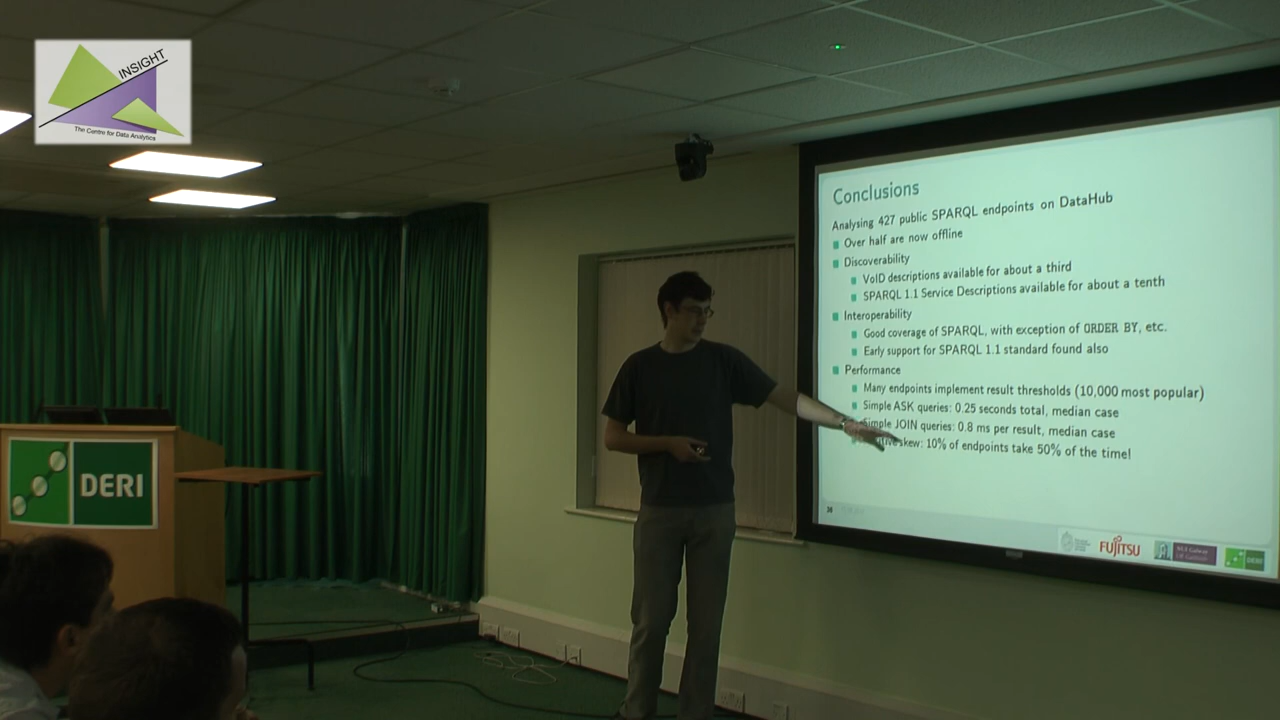 INSIGHT
The Centre for Data Analytics
DERI
Conclusions
Analysing 427 public SPARQL endpoints on DataHub
Over half are now offline
Discoverability
VoID descriptions available for about a third
SPARQL 1.1 Service Descriptions available for about a tenth
Interoperability
Good coverage of SPARQL, with exception of ORDER BY, etc.
Early support for SPARQL 1.1 standard found also
Performance
Many endpoints implement result thresholds (10,000 most popular)
Simple ASK queries: 0.25 seconds total, median case
Simple JOIN queries: 0.8 ms per result, median case
skew: 10% of endpoints take 50% of the time!
FUJITSU
DERI